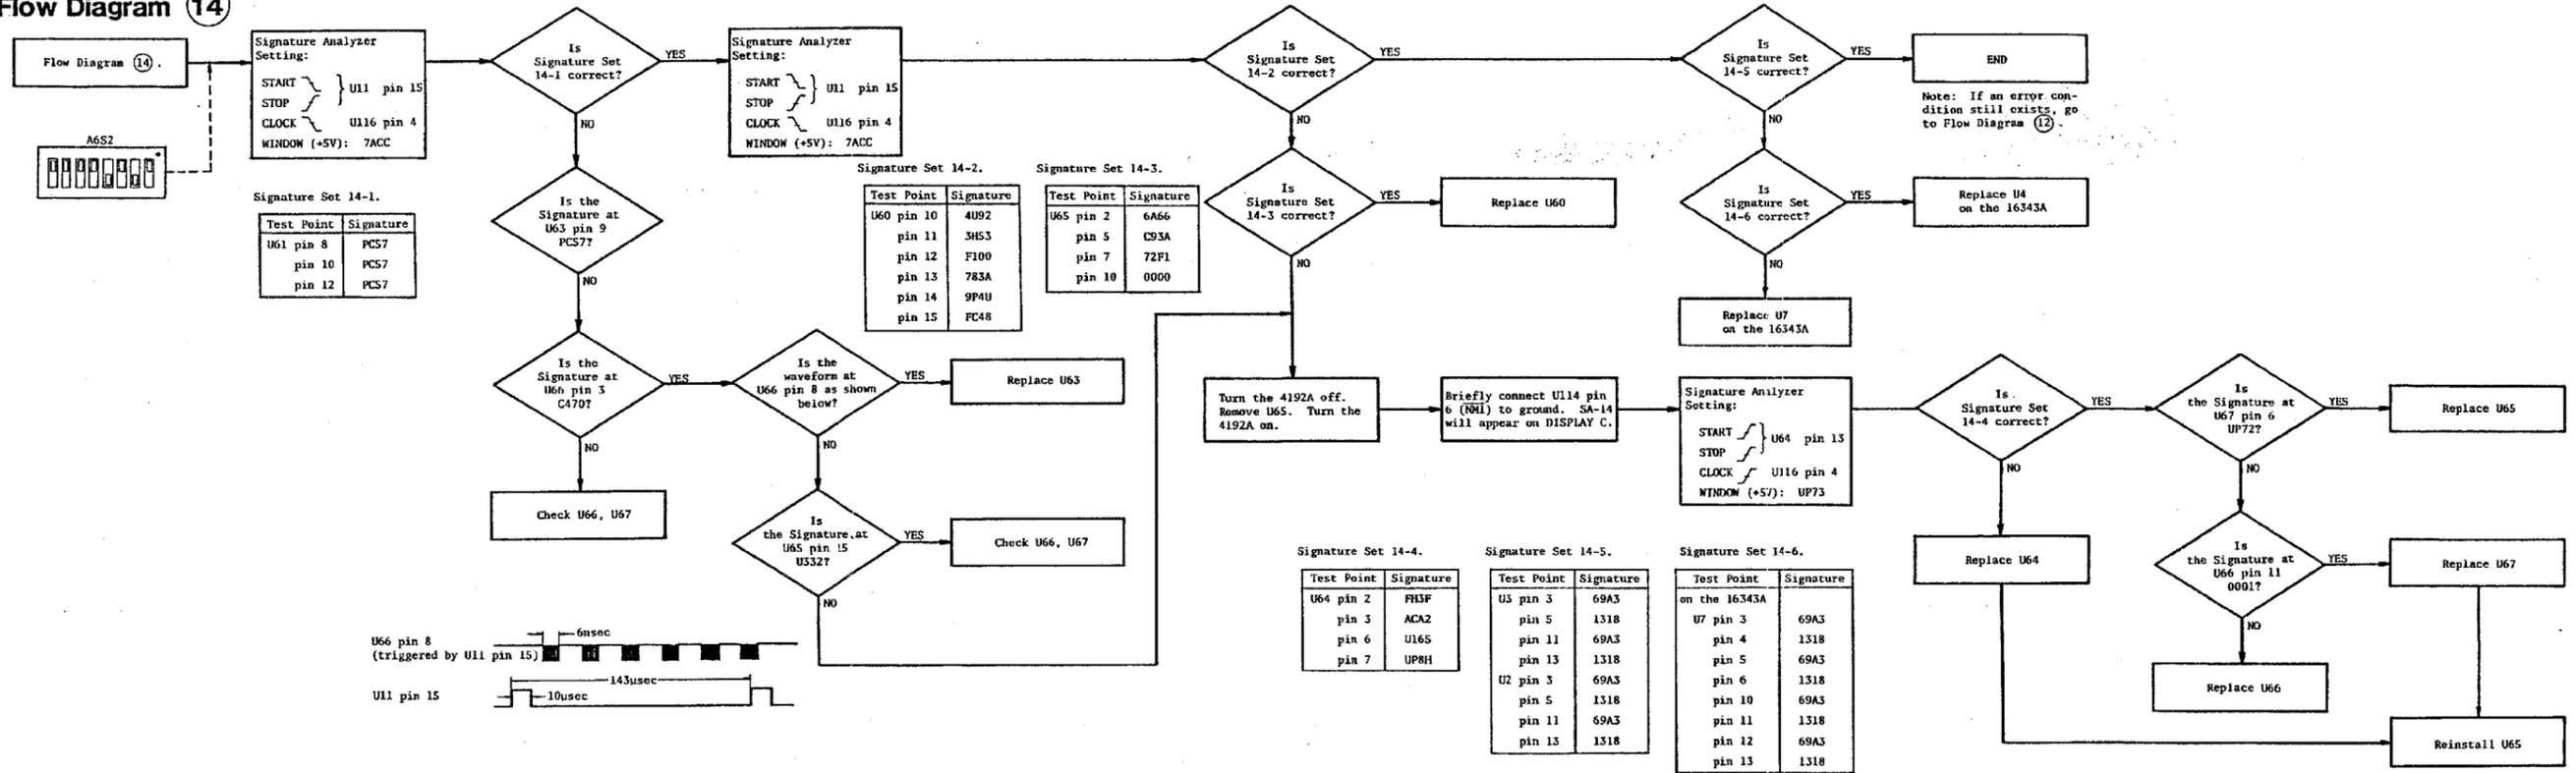 Flow Diagram 14
Flow Diagram 14 .
A6S2
Signature Analyzer
Setting:
START
STOP
U11 pin 15
CLOCK U116 pin 4
WINDOW (+5V): 7ACC
Signature Set 14-1.
Test Point Signature
U61 pin 8 PC57
pin 10 PC57
pin 12 PC57
Is
Signature Set
14-1 correct?
YES
NO
Is the
Signature at
U63 pin 9
PC57?
NO
Is the
Signature at
U66 pin 3
C470?
YES
NO
Check U66, U67
Is the
waveform at
U66 pin 8 as shown
below?
YES
Replace U63
NO
Is
the Signature at
U65 pin 15
U332?
YES
Check U66, U67
NO
U66 pin 8
(triggered by U11 pin 15)
6nsec
U11 pin 15
143μsec
10μsec
Signature Analyzer
Setting:
START
STOP
U11 pin 15
CLOCK U116 pin 4
WINDOW (+5V): 7ACC
Signature Set 14-2.
Test Point Signature
U60 pin 10 4U92
pin 11 3H53
pin 12 F100
pin 13 783A
pin 14 9P4U
pin 15 FC48
Signature Set 14-3.
Test Point Signature
U65 pin 2 6A66
pin 5 C93A
pin 7 72F1
pin 10 0000
Is
Signature Set
14-2 correct?
YES
NO
Is
Signature Set
14-3 correct?
YES
Replace U60
NO
Turn the 4192A off.
Remove U65. Turn the
4192A on.
Briefly connect U114 pin
6 (NMI) to ground. SA-14
will appear on DISPLAY C.
Signature Analyzer
Setting:
START
STOP
U64 pin 13
CLOCK U116 pin 4
WINDOW (+5V): UP73
Is
Signature Set
14-5 correct?
YES
END
Note: If an error con-
dition still exists, go
to Flow Diagram 12 .
NO
Is
Signature Set
14-6 correct?
YES
Replace U4
on the 16343A
NO
Replace U7
on the 16343A
Is
Signature Set
14-4 correct?
YES
NO
Replace U64
Is
the Signature at
U67 pin 6
UP72?
YES
Replace U65
NO
Is
the Signature at
U66 pin 11
0001?
YES
Replace U67
NO
Replace U66
Reinstall U65
Signature Set 14-4.
Test Point Signature
U64 pin 2 FH3F
pin 3 ACA2
pin 6 U165
pin 7 UP8H
Signature Set 14-5.
Test Point Signature
U3 pin 3 69A3
pin 5 1318
pin 11 69A3
pin 13 1318
U2 pin 3 69A3
pin 5 1318
pin 11 69A3
pin 13 1318
Signature Set 14-6.
Test Point Signature
on the 16343A
U7 pin 3 69A3
pin 4 1318
pin 5 69A3
pin 6 1318
pin 10 69A3
pin 11 1318
pin 12 69A3
pin 13 1318